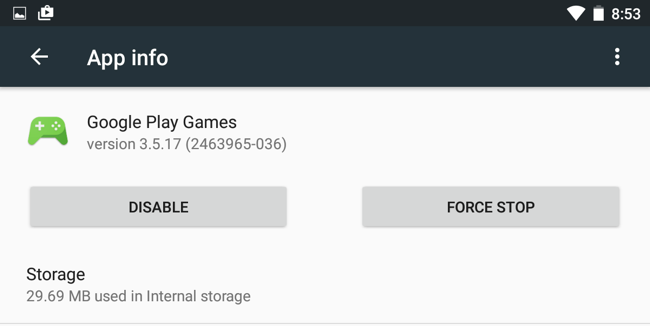 8:53
App info
Google Play Games
version 3.5.17 (2463965-036)
DISABLE
FORCE STOP
Storage
29.69 MB used in Internal storage